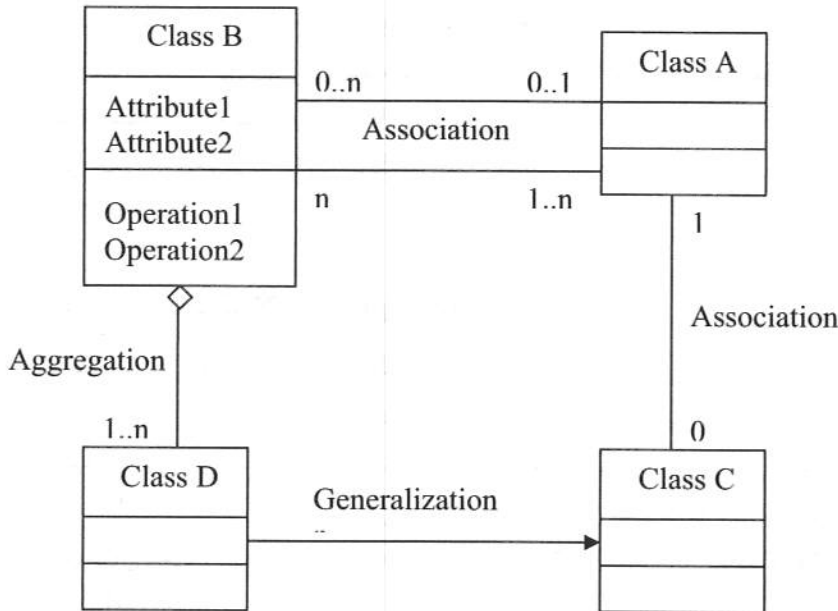 Class B
Class A
0..n
0..1
Attribute1
Attribute2
Association
n
1..n
Operation1
Operation2
1
Association
Aggregation
1..n
0
Class D
Class C
Generalization